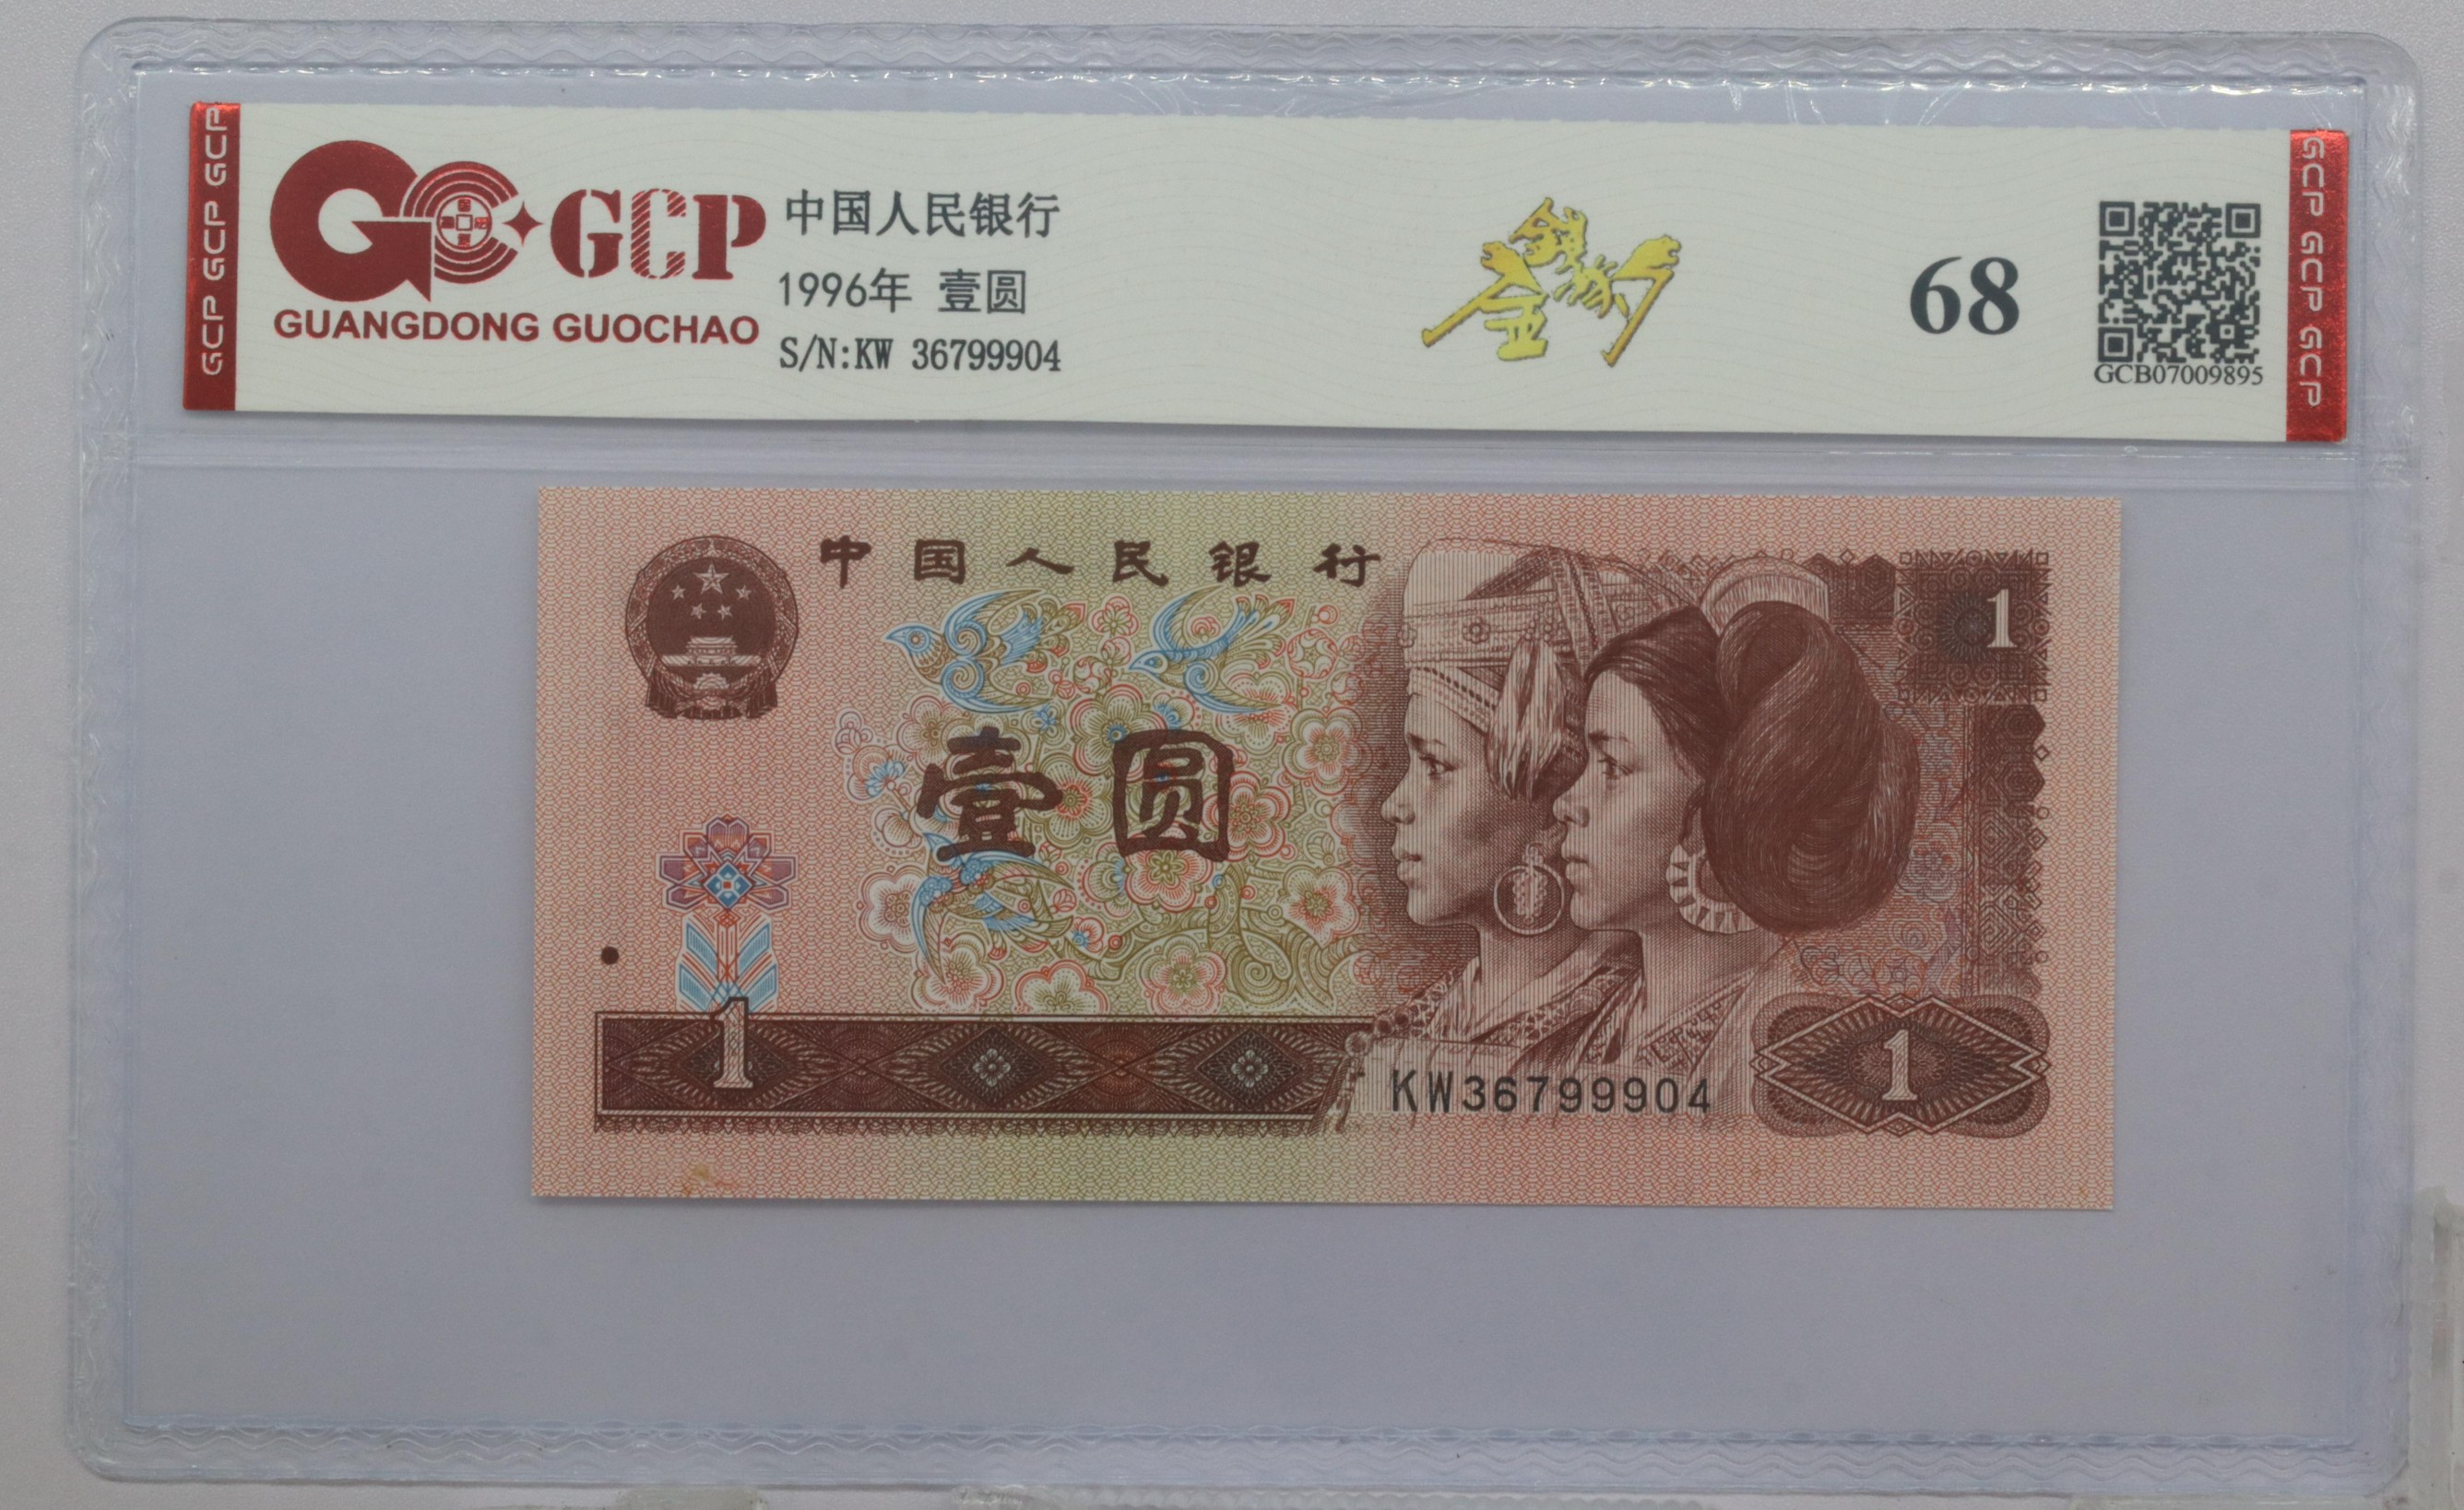 GCP GCP GCP
GCP
GUANGDONG GUOCHAO
中国人民银行
1996年 壹圆
S/N:KW 36799904
68
GCB07009895
GCP GCP GCP
中国人民银行
1
壹圆
1
KW36799904
1